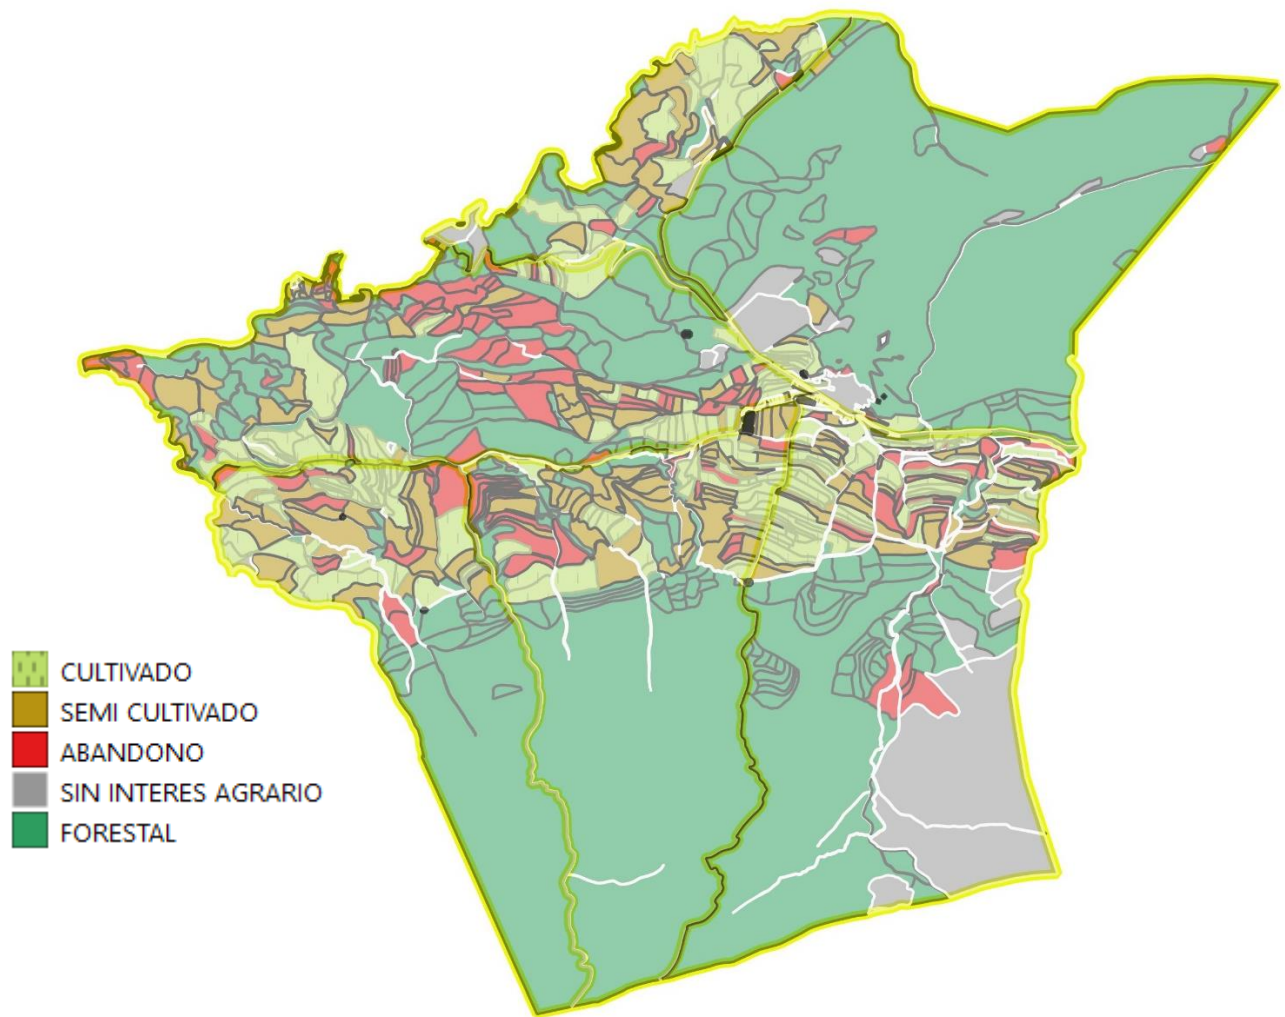 CULTIVADO
SEMI CULTIVADO
ABANDONO
SIN INTERES AGRARIO
FORESTAL